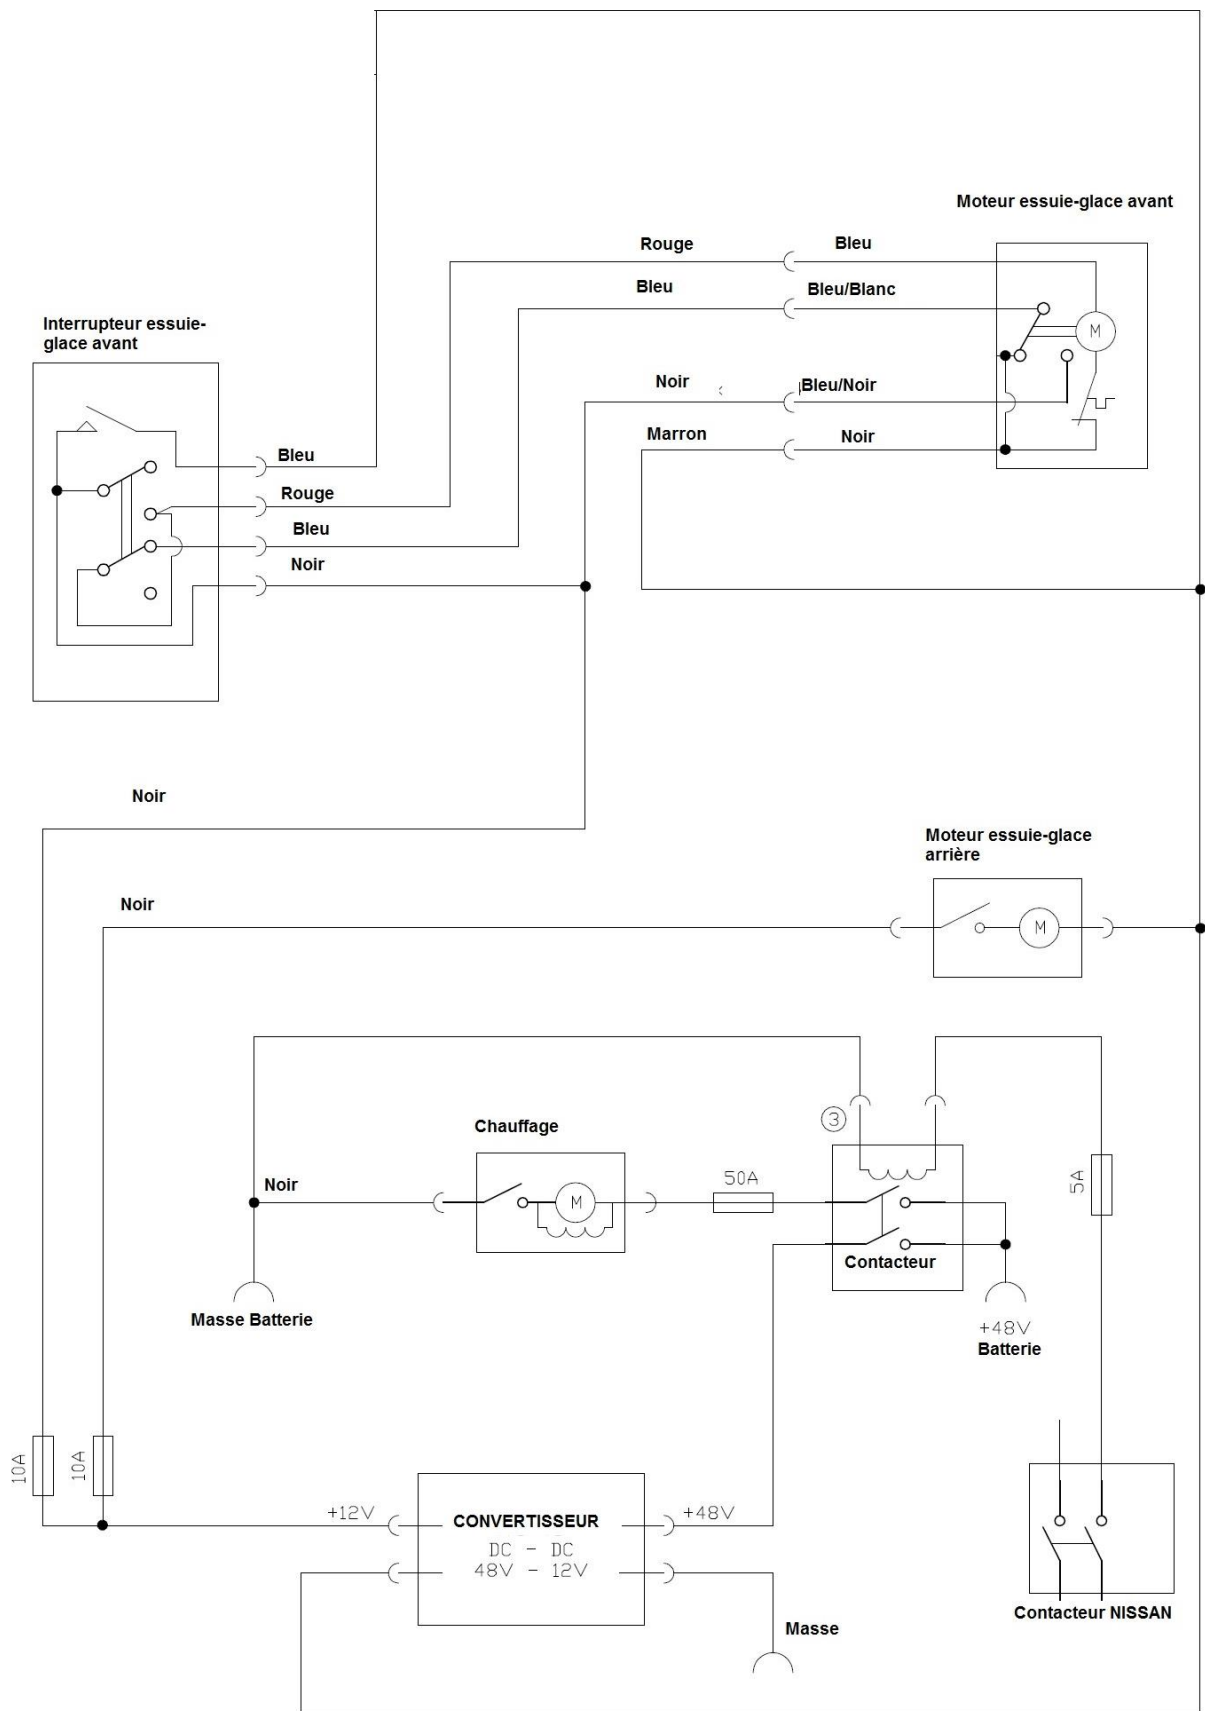 Moteur essuie-glace avant
Rouge
Bleu
Bleu
Bleu/Blanc
Interrupteur essuie-
glace avant
M
Noir
Bleu/Noir
Marron
Noir
Bleu
Rouge
Bleu
Noir
Noir
Moteur essuie-glace
arrière
Noir
M
3
Chauffage
50A
5A
Noir
M
Contacteur
Masse Batterie
+48V
Batterie
10A
10A
+12V
CONVERTISSEUR
+48V
DC - DC
48V - 12V
Contacteur NISSAN
Masse